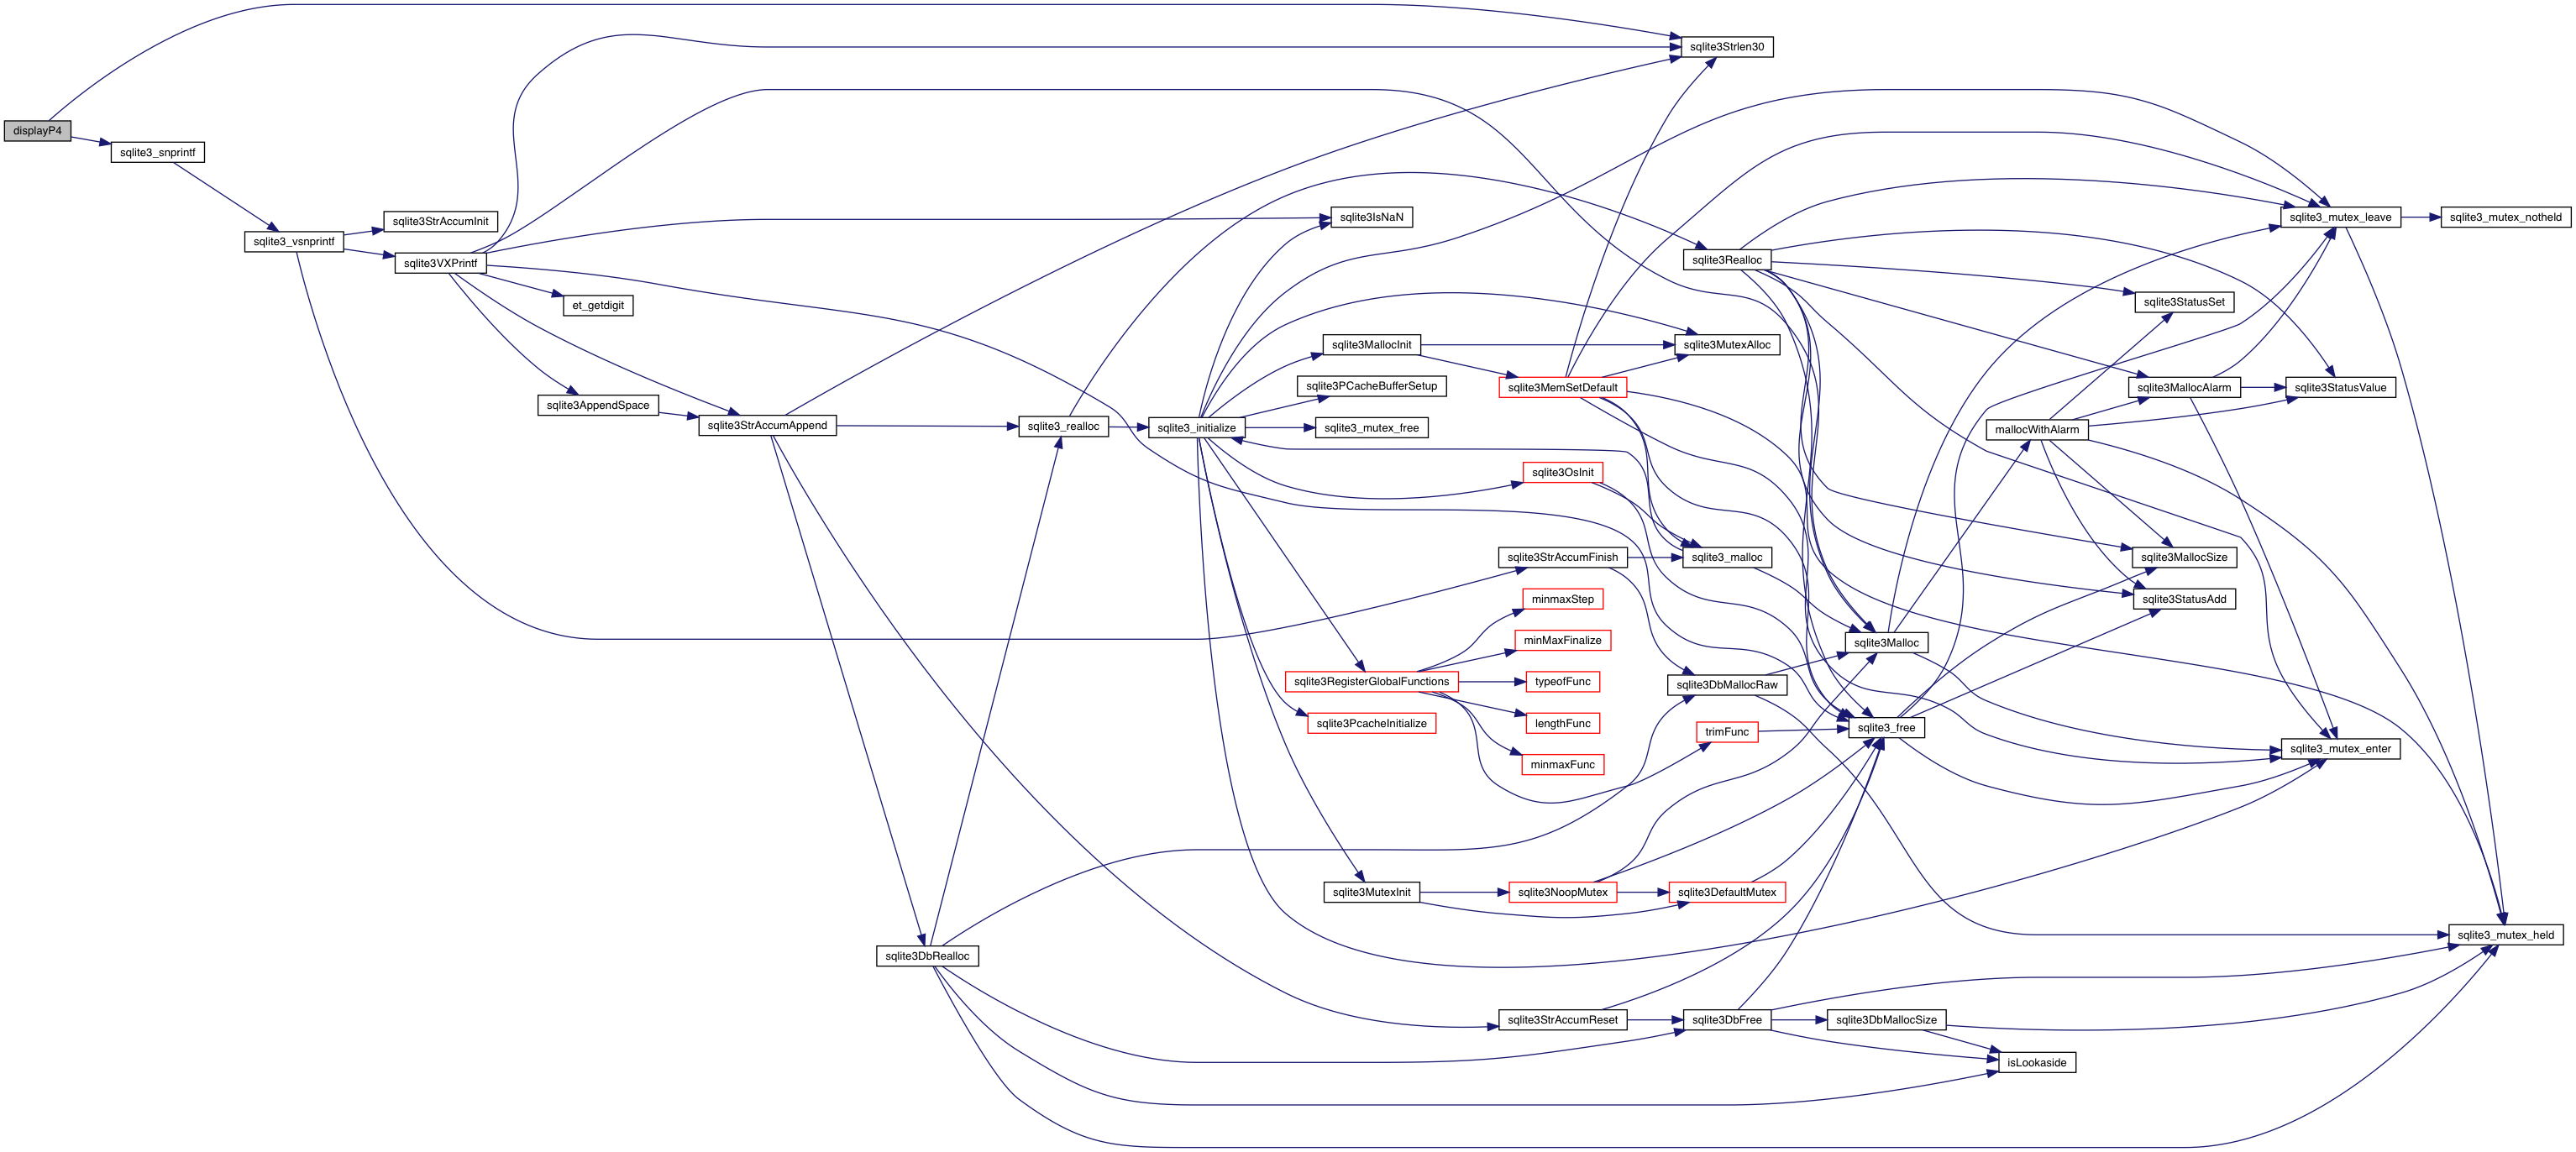 displayP4
sqlite3_snprintf
sqlite3_vsnprintf
sqlite3StrAccumInit
sqlite3VXPrintf
et_getdigit
sqlite3AppendSpace
sqlite3StrAccumAppend
sqlite3DbRealloc
sqlite3_realloc
sqlite3_initialize
sqlite3Strlen30
sqlite3IsNaN
sqlite3MallocInit
sqlite3PCacheBufferSetup
sqlite3_mutex_free
sqlite3RegisterGlobalFunctions
sqlite3PcacheInitialize
sqlite3MutexInit
sqlite3MemSetDefault
sqlite3OsInit
sqlite3StrAccumFinish
minmaxStep
minMaxFinalize
typeofFunc
lengthFunc
minmaxFunc
sqlite3NoopMutex
sqlite3StrAccumReset
sqlite3Realloc
sqlite3MutexAlloc
sqlite3_malloc
sqlite3DbMallocRaw
trimFunc
sqlite3DefaultMutex
sqlite3DbFree
sqlite3Malloc
sqlite3_free
sqlite3DbMallocSize
mallocWithAlarm
isLookaside
sqlite3StatusSet
sqlite3MallocAlarm
sqlite3MallocSize
sqlite3StatusAdd
sqlite3_mutex_leave
sqlite3StatusValue
sqlite3_mutex_enter
sqlite3_mutex_notheld
sqlite3_mutex_held